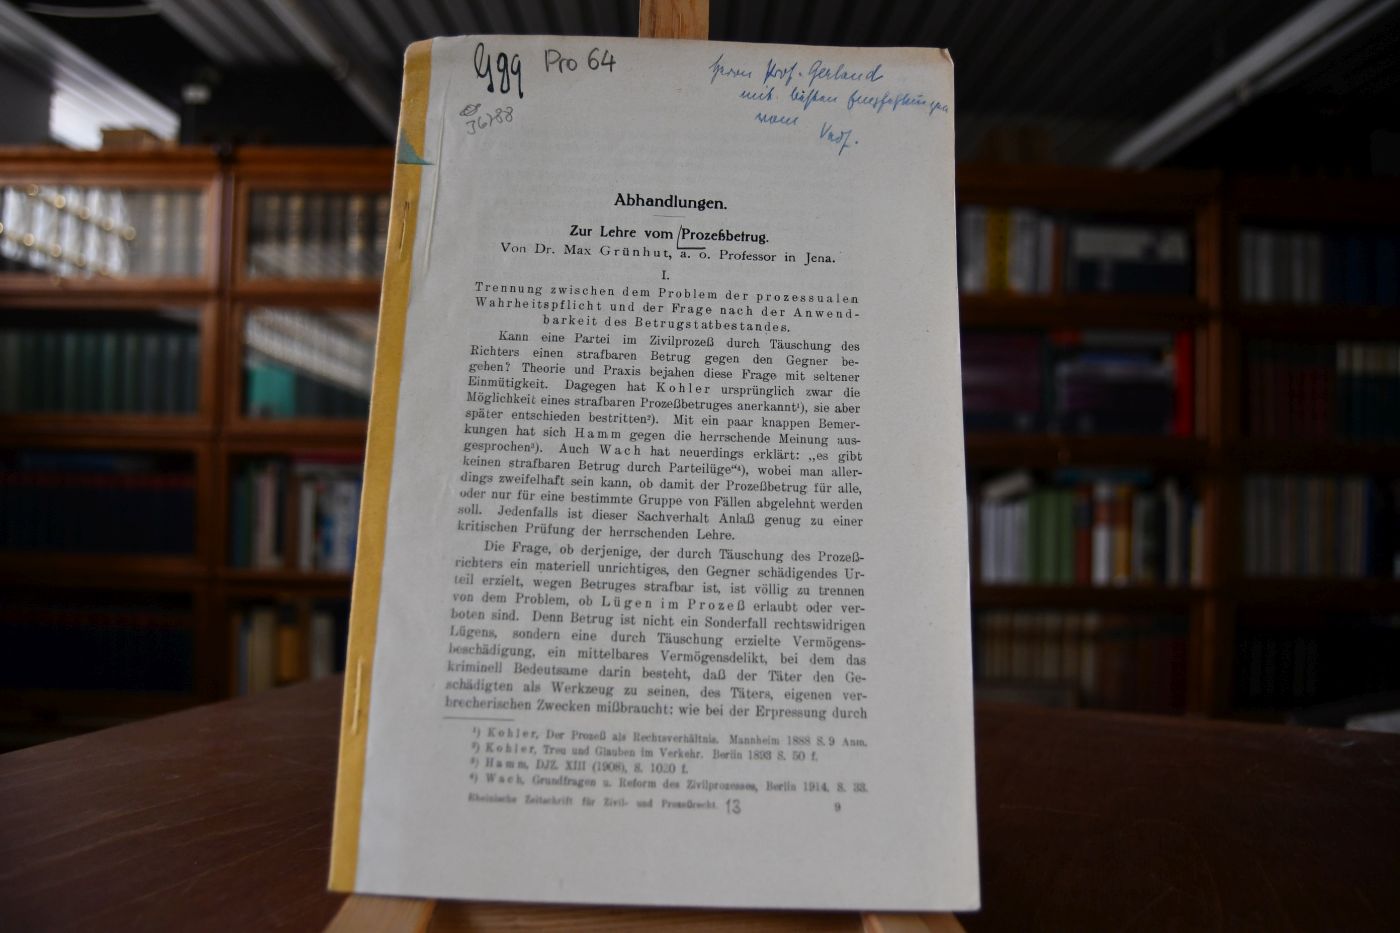 G99 Pro 64
36788
Herrn Prof. Gerland
mit besten Empfehlungen
vom Verf.
Abhandlungen.
Zur Lehre vom Prozeßbetrug.
Von Dr. Max Grünhut, a. o. Professor in Jena.
I.
Trennung zwischen dem Problem der prozessualen
Wahrheitspflicht und der Frage nach der Anwend-
barkeit des Betrugstatbestandes.
Kann eine Partei im Zivilprozeß durch Täuschung des
Richters einen strafbaren Betrug gegen den Gegner be-
gehen? Theorie und Praxis bejahen diese Frage mit seltener
Einmütigkeit. Dagegen hat Kohler ursprünglich zwar die
Möglichkeit eines strafbaren Prozeßbetruges anerkannt¹), sie aber
später entschieden bestritten²). Mit ein paar knappen Bemer-
kungen hat sich Hamm gegen die herrschende Meinung aus-
gesprochen³). Auch Wach hat neuerdings erklärt: „es gibt
keinen strafbaren Betrug durch Parteilüge“⁴), wobei man aller-
dings zweifelhaft sein kann, ob damit der Prozeßbetrug für alle,
oder nur für eine bestimmte Gruppe von Fällen abgelehnt werden
soll. Jedenfalls ist dieser Sachverhalt Anlaß genug zu einer
kritischen Prüfung der herrschenden Lehre.
Die Frage, ob derjenige, der durch Täuschung des Prozeß-
richters ein materiell unrichtiges, den Gegner schädigendes Ur-
teil erzielt, wegen Betruges strafbar ist, ist völlig zu trennen
von dem Problem, ob Lügen im Prozeß erlaubt oder ver-
boten sind. Denn Betrug ist nicht ein Sonderfall rechtswidrigen
Lügens, sondern eine durch Täuschung erzielte Vermögens-
beschädigung, ein mittelbares Vermögensdelikt, bei dem das
kriminell Bedeutsame darin besteht, daß der Täter den Ge-
schädigten als Werkzeug zu seinen, des Täters, eigenen ver-
brecherischen Zwecken mißbraucht: wie bei der Erpressung durch
¹) Kohler, Der Prozeß als Rechtsverhältnis. Mannheim 1888 S. 9 Anm.
²) Kohler, Treu und Glauben im Verkehr. Berlin 1893 S. 50 f.
³) Hamm, DJZ. XIII (1908), S. 1020 f.
⁴) Wach, Grundfragen u. Reform des Zivilprozesses, Berlin 1914, S. 33.
Rheinische Zeitschrift für Zivil- und Prozeßrecht. 13 9